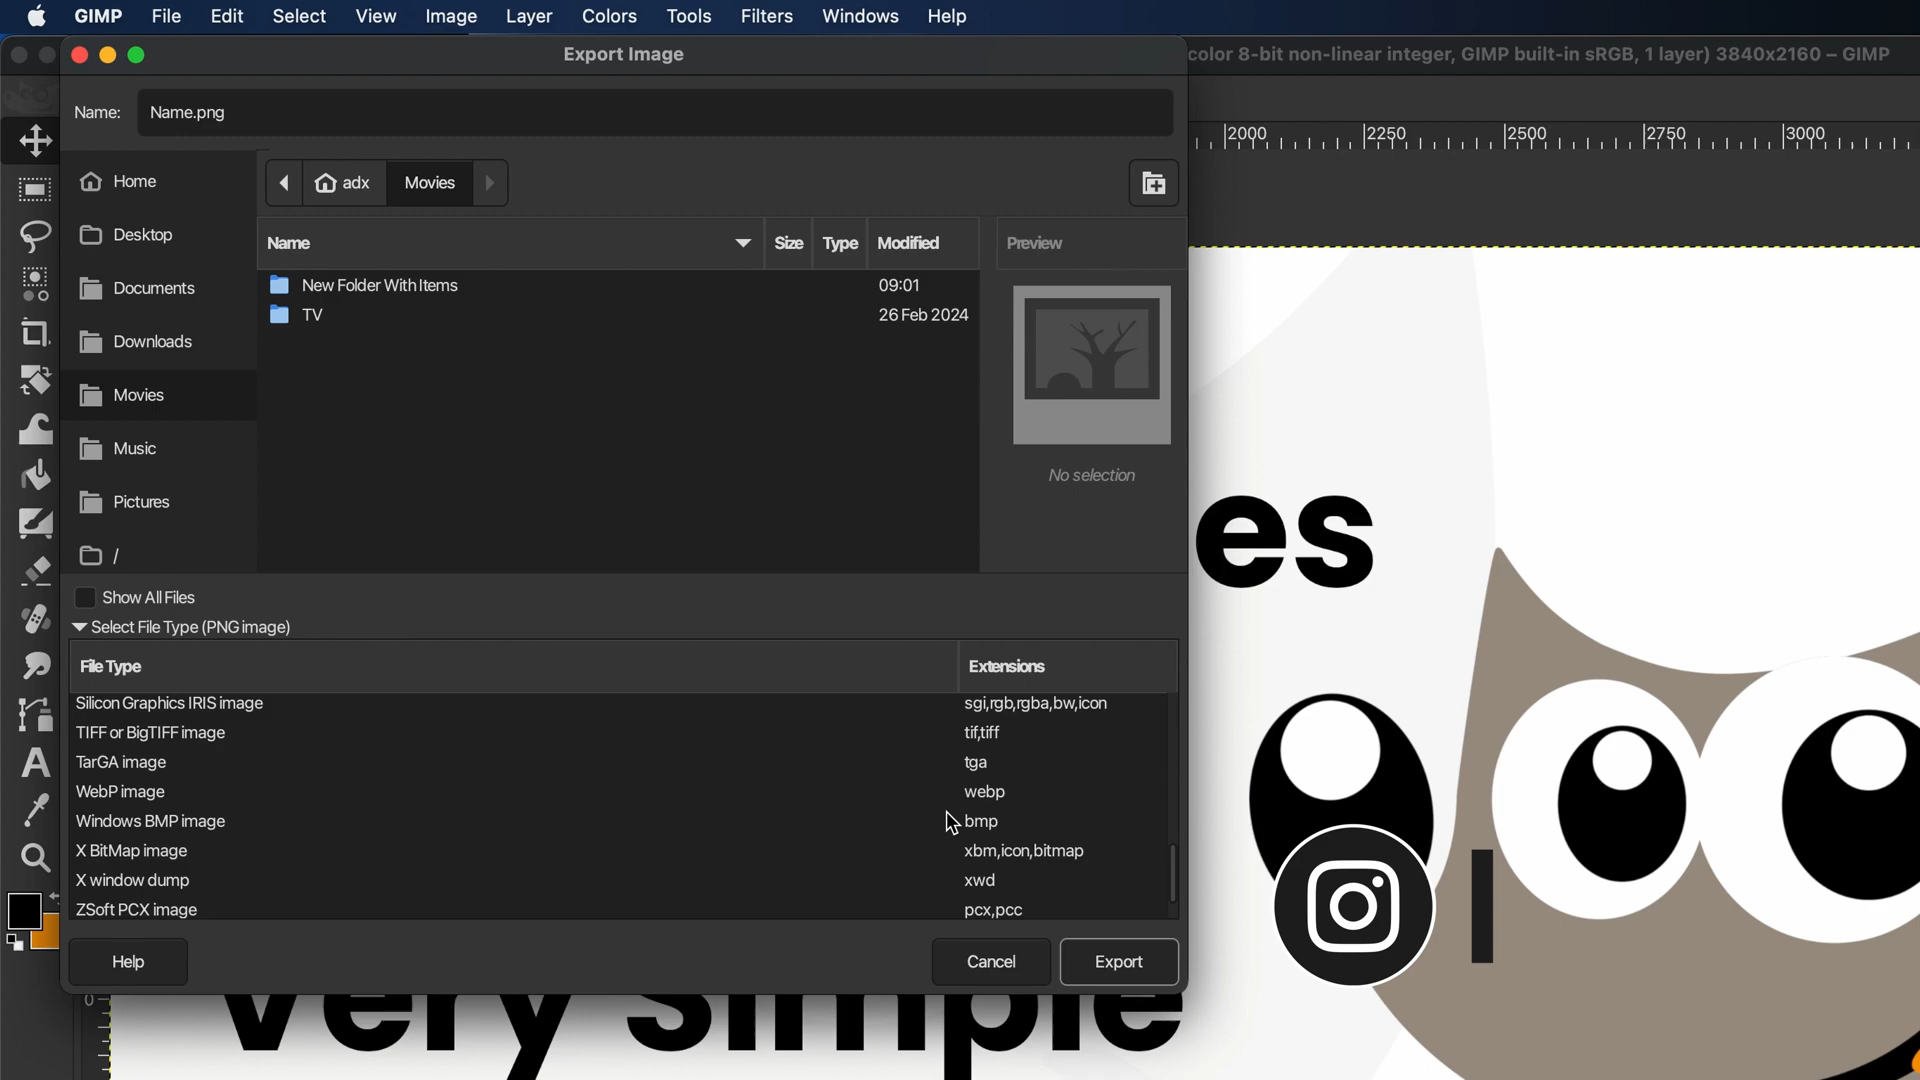 GIMP File Edit Select View Image Layer Colors Tools Filters Windows Help
Export Image
color 8-bit non-linear integer, GIMP built-in sRGB, 1 layer) 3840x2160 – GIMP
Name: Name.png
2000 2250 2500 2750 3000
Home
adx Movies
Desktop
Name Size Type Modified Preview
Documents
New Folder With Items 09:01
TV 26 Feb 2024
Downloads
Movies
Music
No selection
Pictures
/
es
Show All Files
Select File Type (PNG image)
File Type Extensions
Silicon Graphics IRIS image sgi,rgb,rgba,bw,icon
TIFF or BigTIFF image tif,tiff
TarGA image tga
WebP image webp
Windows BMP image bmp
X BitMap image xbm,icon,bitmap
X window dump xwd
ZSoft PCX image pcx,pcc
Help Cancel Export
0
Very Simple